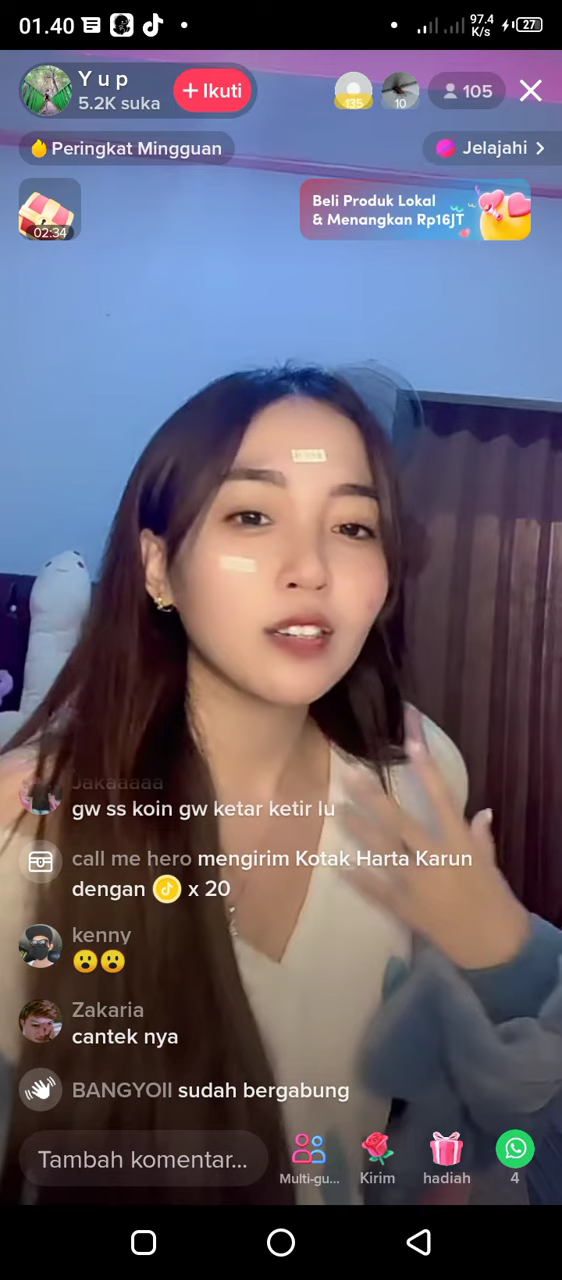 01.40
97.4
K/s
27
Y u p
5.2K suka
+ Ikuti
135
10
105
Peringkat Mingguan
Jelajahi
02:34
Beli Produk Lokal
& Menangkan Rp16JT
Jakaaaaa
gw ss koin gw ketar ketir lu
call me hero mengirim Kotak Harta Karun
dengan x 20
kenny
😮😮
Zakaria
cantek nya
BANGYOII sudah bergabung
Tambah komentar...
Multi-gu...
Kirim
hadiah
4